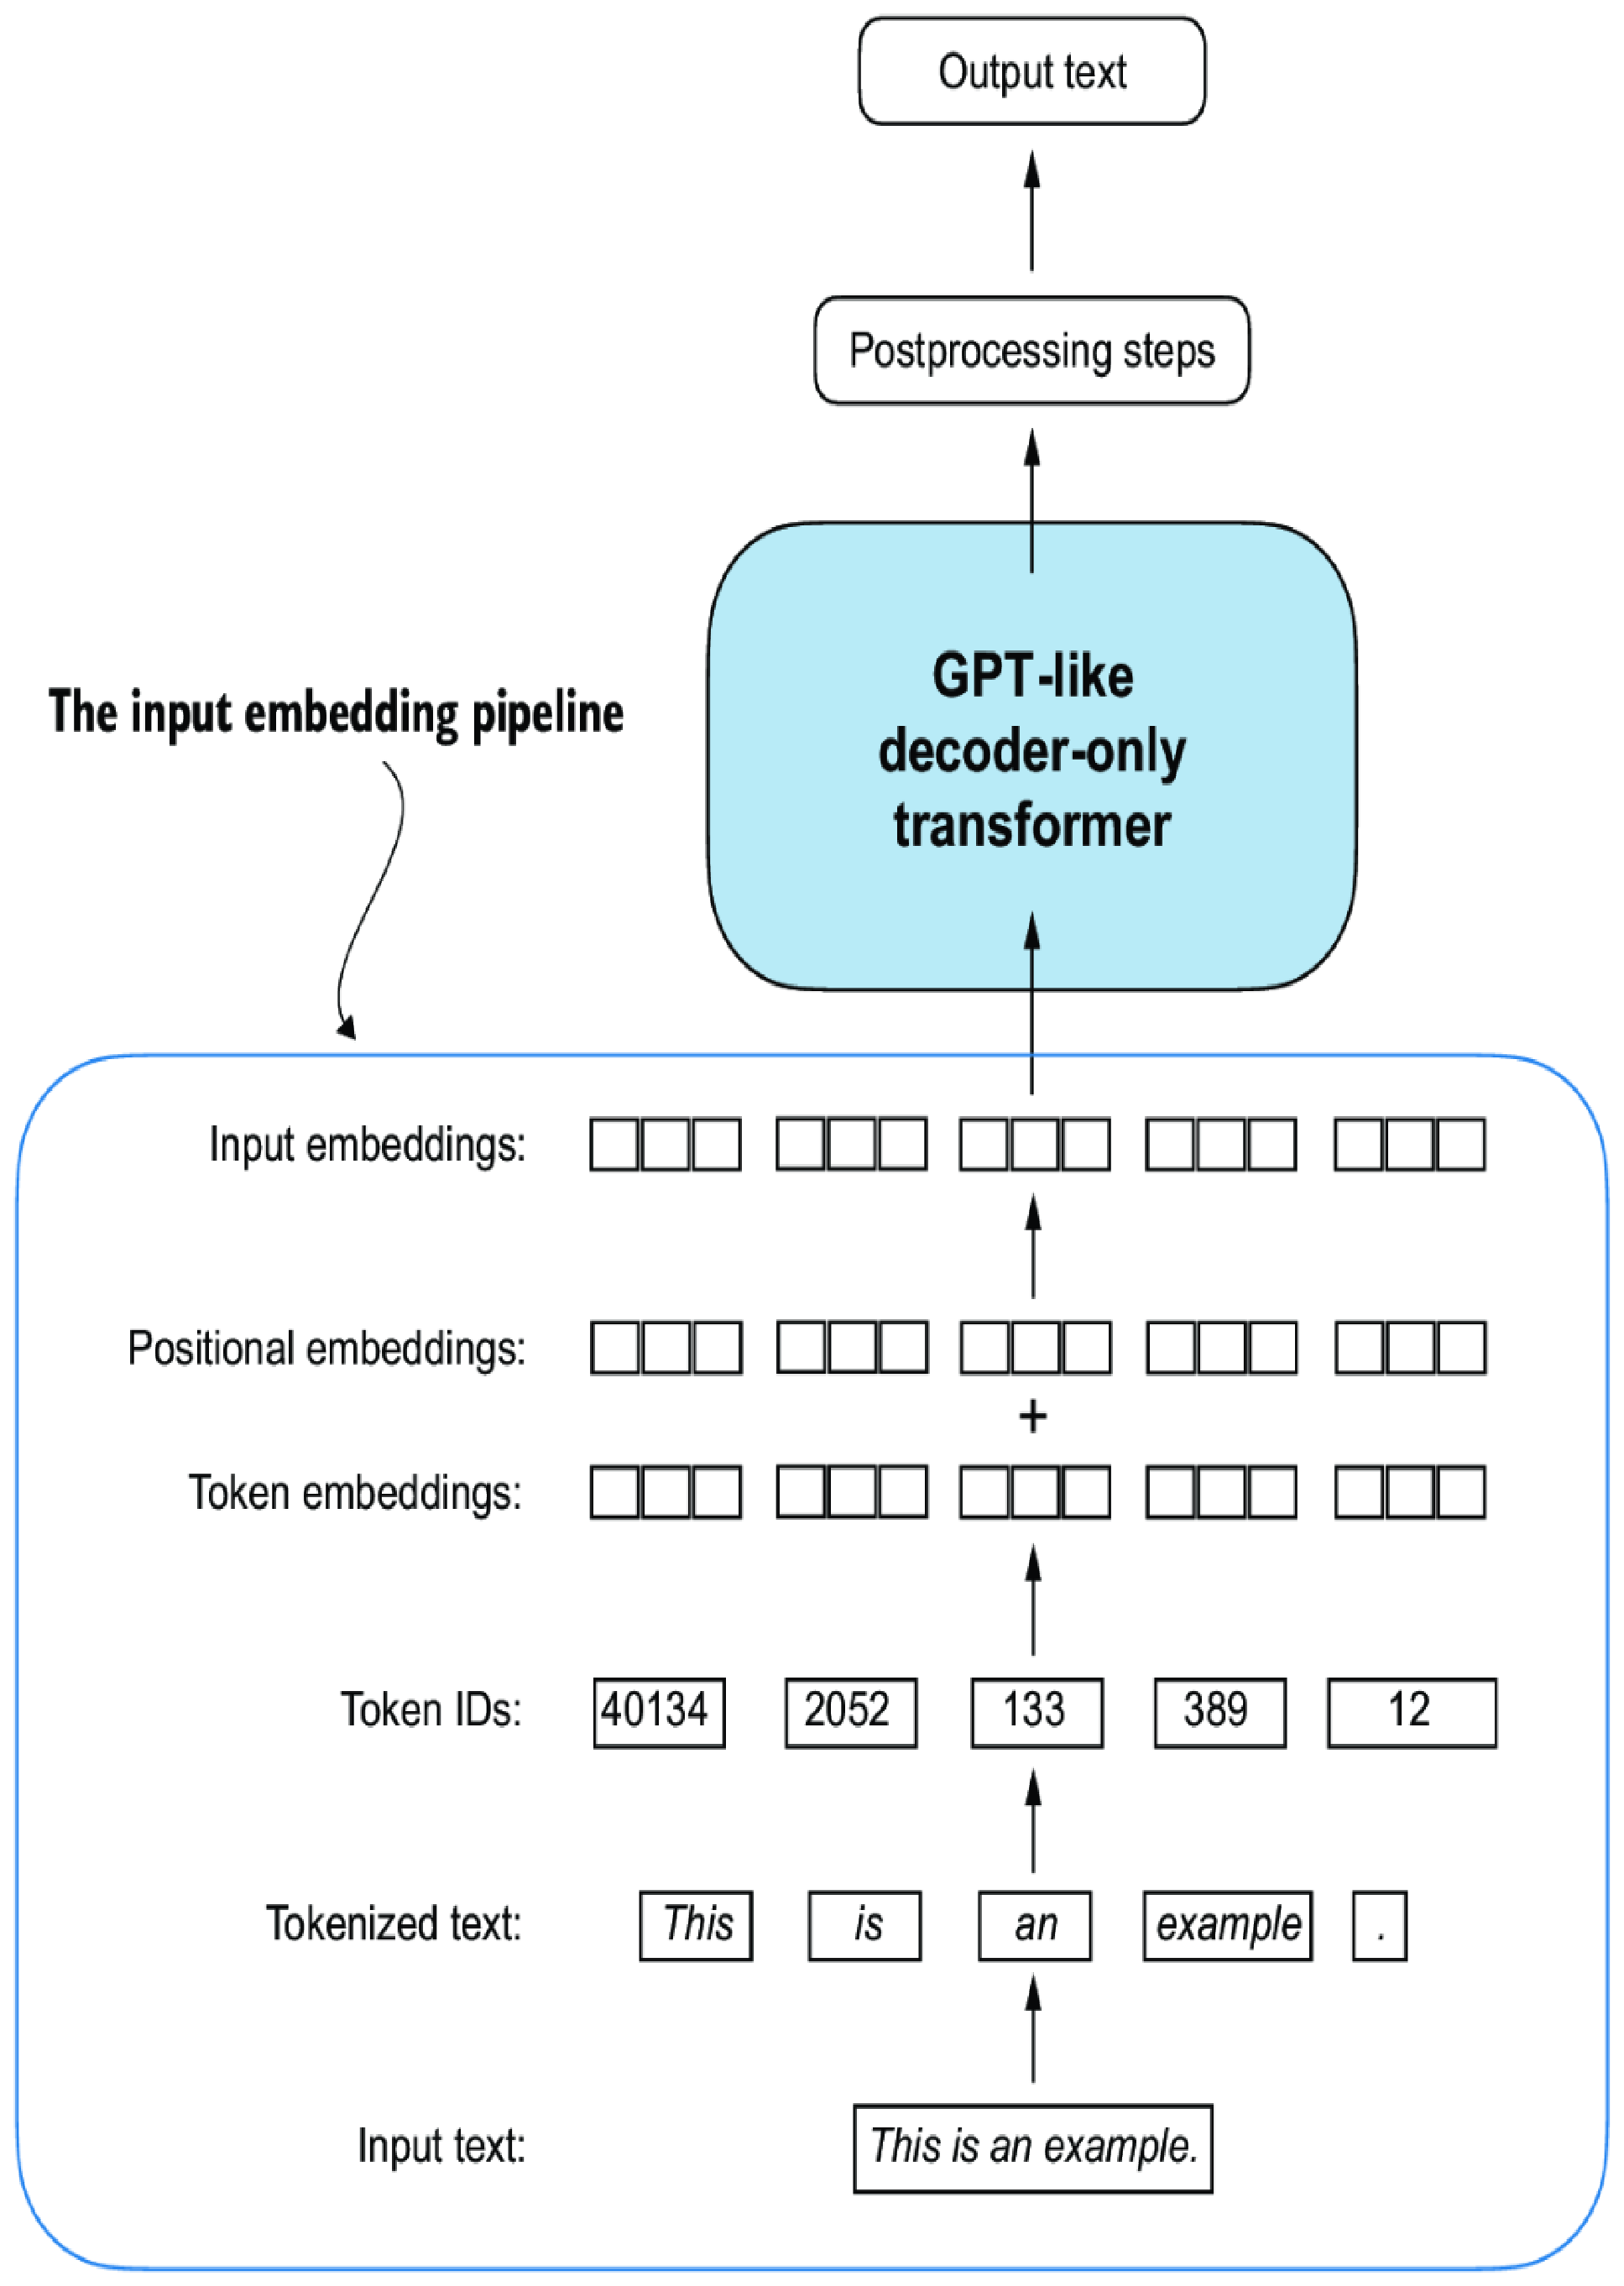 Output text
Postprocessing steps
GPT-like
decoder-only
transformer
The input embedding pipeline
Input embeddings:
Positional embeddings:
+
Token embeddings:
Token IDs: 40134 2052 133 389 12
Tokenized text: This is an example .
Input text: This is an example.